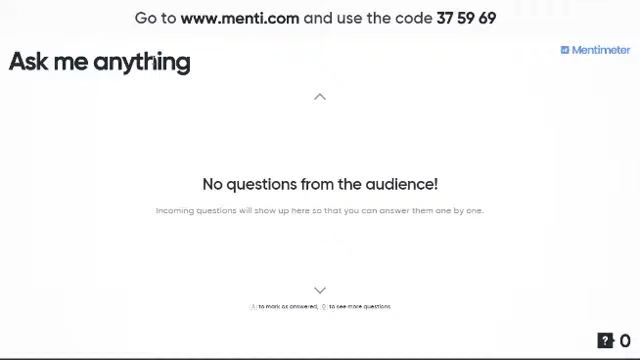 Go to www.menti.com and use the code 37 59 69
Mentimeter
Ask me anything
No questions from the audience!
Incoming questions will show up here so that you can answer them one by one.
to mark as answered, to see more questions
? 0